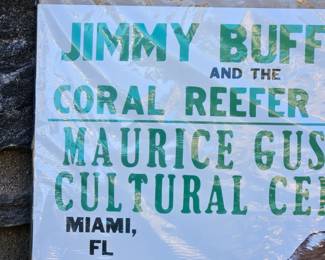 JIMMY BUFF
AND THE
CORAL REEFER
MAURICE GUS
CULTURAL CE
MIAMI,
FL